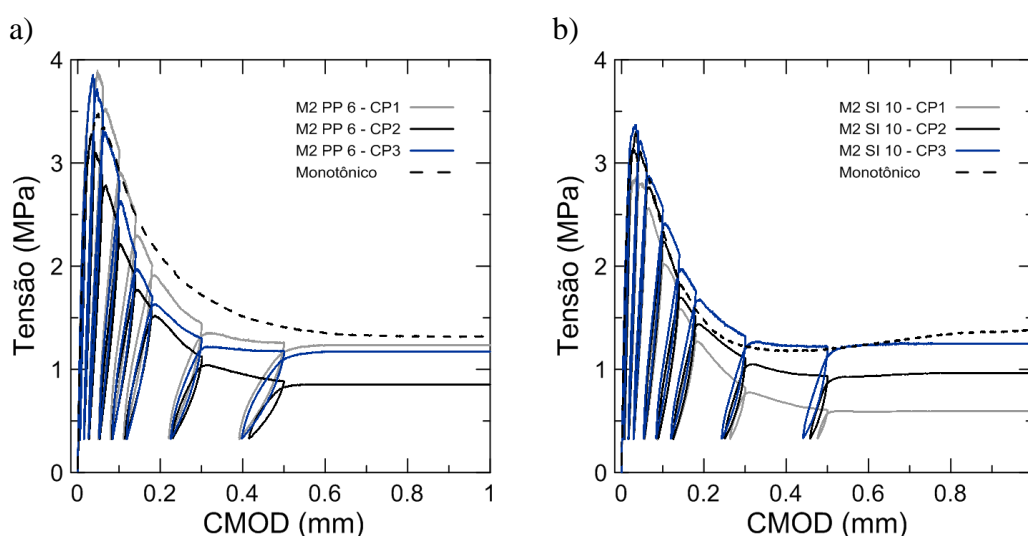 a)
4
3
2
1
0
Tensão (MPa)
M2 PP 6 - CP1
M2 PP 6 - CP2
M2 PP 6 - CP3
Monotônico
0 0.2 0.4 0.6 0.8 1
CMOD (mm)
b)
4
3
2
1
0
Tensão (MPa)
M2 SI 10 - CP1
M2 SI 10 - CP2
M2 SI 10 - CP3
Monotônico
0 0.2 0.4 0.6 0.8
CMOD (mm)